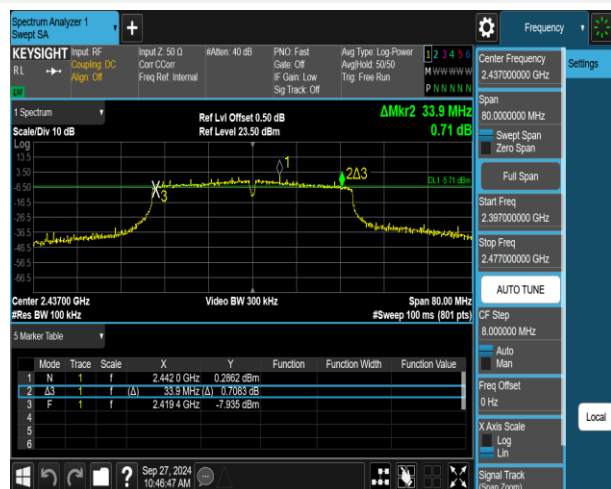 Spectrum Analyzer 1
Swept SA
+
Frequency
KEYSIGHT
RL
Input: RF
Coupling: DC
Align: Off
Input Z: 50 Ω
Corr CCorr
Freq Ref: Internal
#Atten: 40 dB
PNO: Fast
Gate: Off
IF Gain: Low
Sig Track: Off
Avg Type: Log-Power
Avg|Hold: 50/50
Trig: Free Run
1 2 3 4 5 6
M W W W W W
P N N N N N
1 Spectrum
Scale/Div 10 dB
Ref Lvl Offset 0.50 dB
Ref Level 23.50 dBm
ΔMkr2 33.9 MHz
0.71 dB
Log
13.5
3.50
-6.50
-16.5
-26.5
-36.5
-46.5
-56.5
-66.5
1
2Δ3
3
DL1 -5.71 dBm
Center 2.43700 GHz
#Res BW 100 kHz
Video BW 300 kHz
Span 80.00 MHz
#Sweep 100 ms (801 pts)
5 Marker Table
Mode Trace Scale X Y Function Function Width Function Value
1 N 1 f 2.442 0 GHz 0.2862 dBm
2 Δ3 1 f (Δ) 33.9 MHz (Δ) 0.7083 dB
3 F 1 f 2.419 4 GHz -7.935 dBm
4
5
6
Sep 27, 2024
10:46:47 AM
Center Frequency
2.437000000 GHz
Span
80.0000000 MHz
Swept Span
Zero Span
Full Span
Start Freq
2.397000000 GHz
Stop Freq
2.477000000 GHz
AUTO TUNE
CF Step
8.000000 MHz
Auto
Man
Freq Offset
0 Hz
X Axis Scale
Log
Lin
Signal Track
(Span Zoom)
Settings
Local